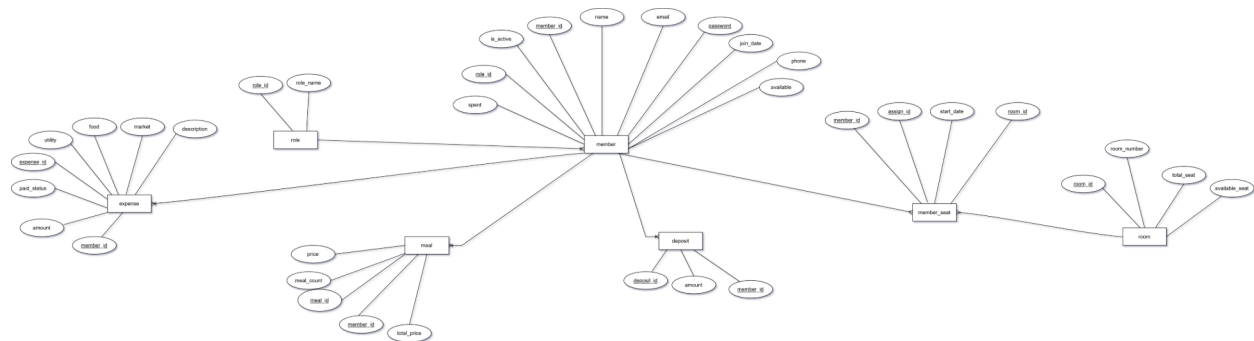 name
email
member_id
password
is_active
join_date
phone
role_id
available
spent
member
role_id
role_name
role
food
market
description
utility
expense_id
paid_status
amount
member_id
expense
price
meal_count
meal_id
member_id
total_price
meal
deposit
deposit_id
amount
member_id
member_id
assign_id
start_date
room_id
member_seat
room_number
room_id
total_seat
available_seat
room